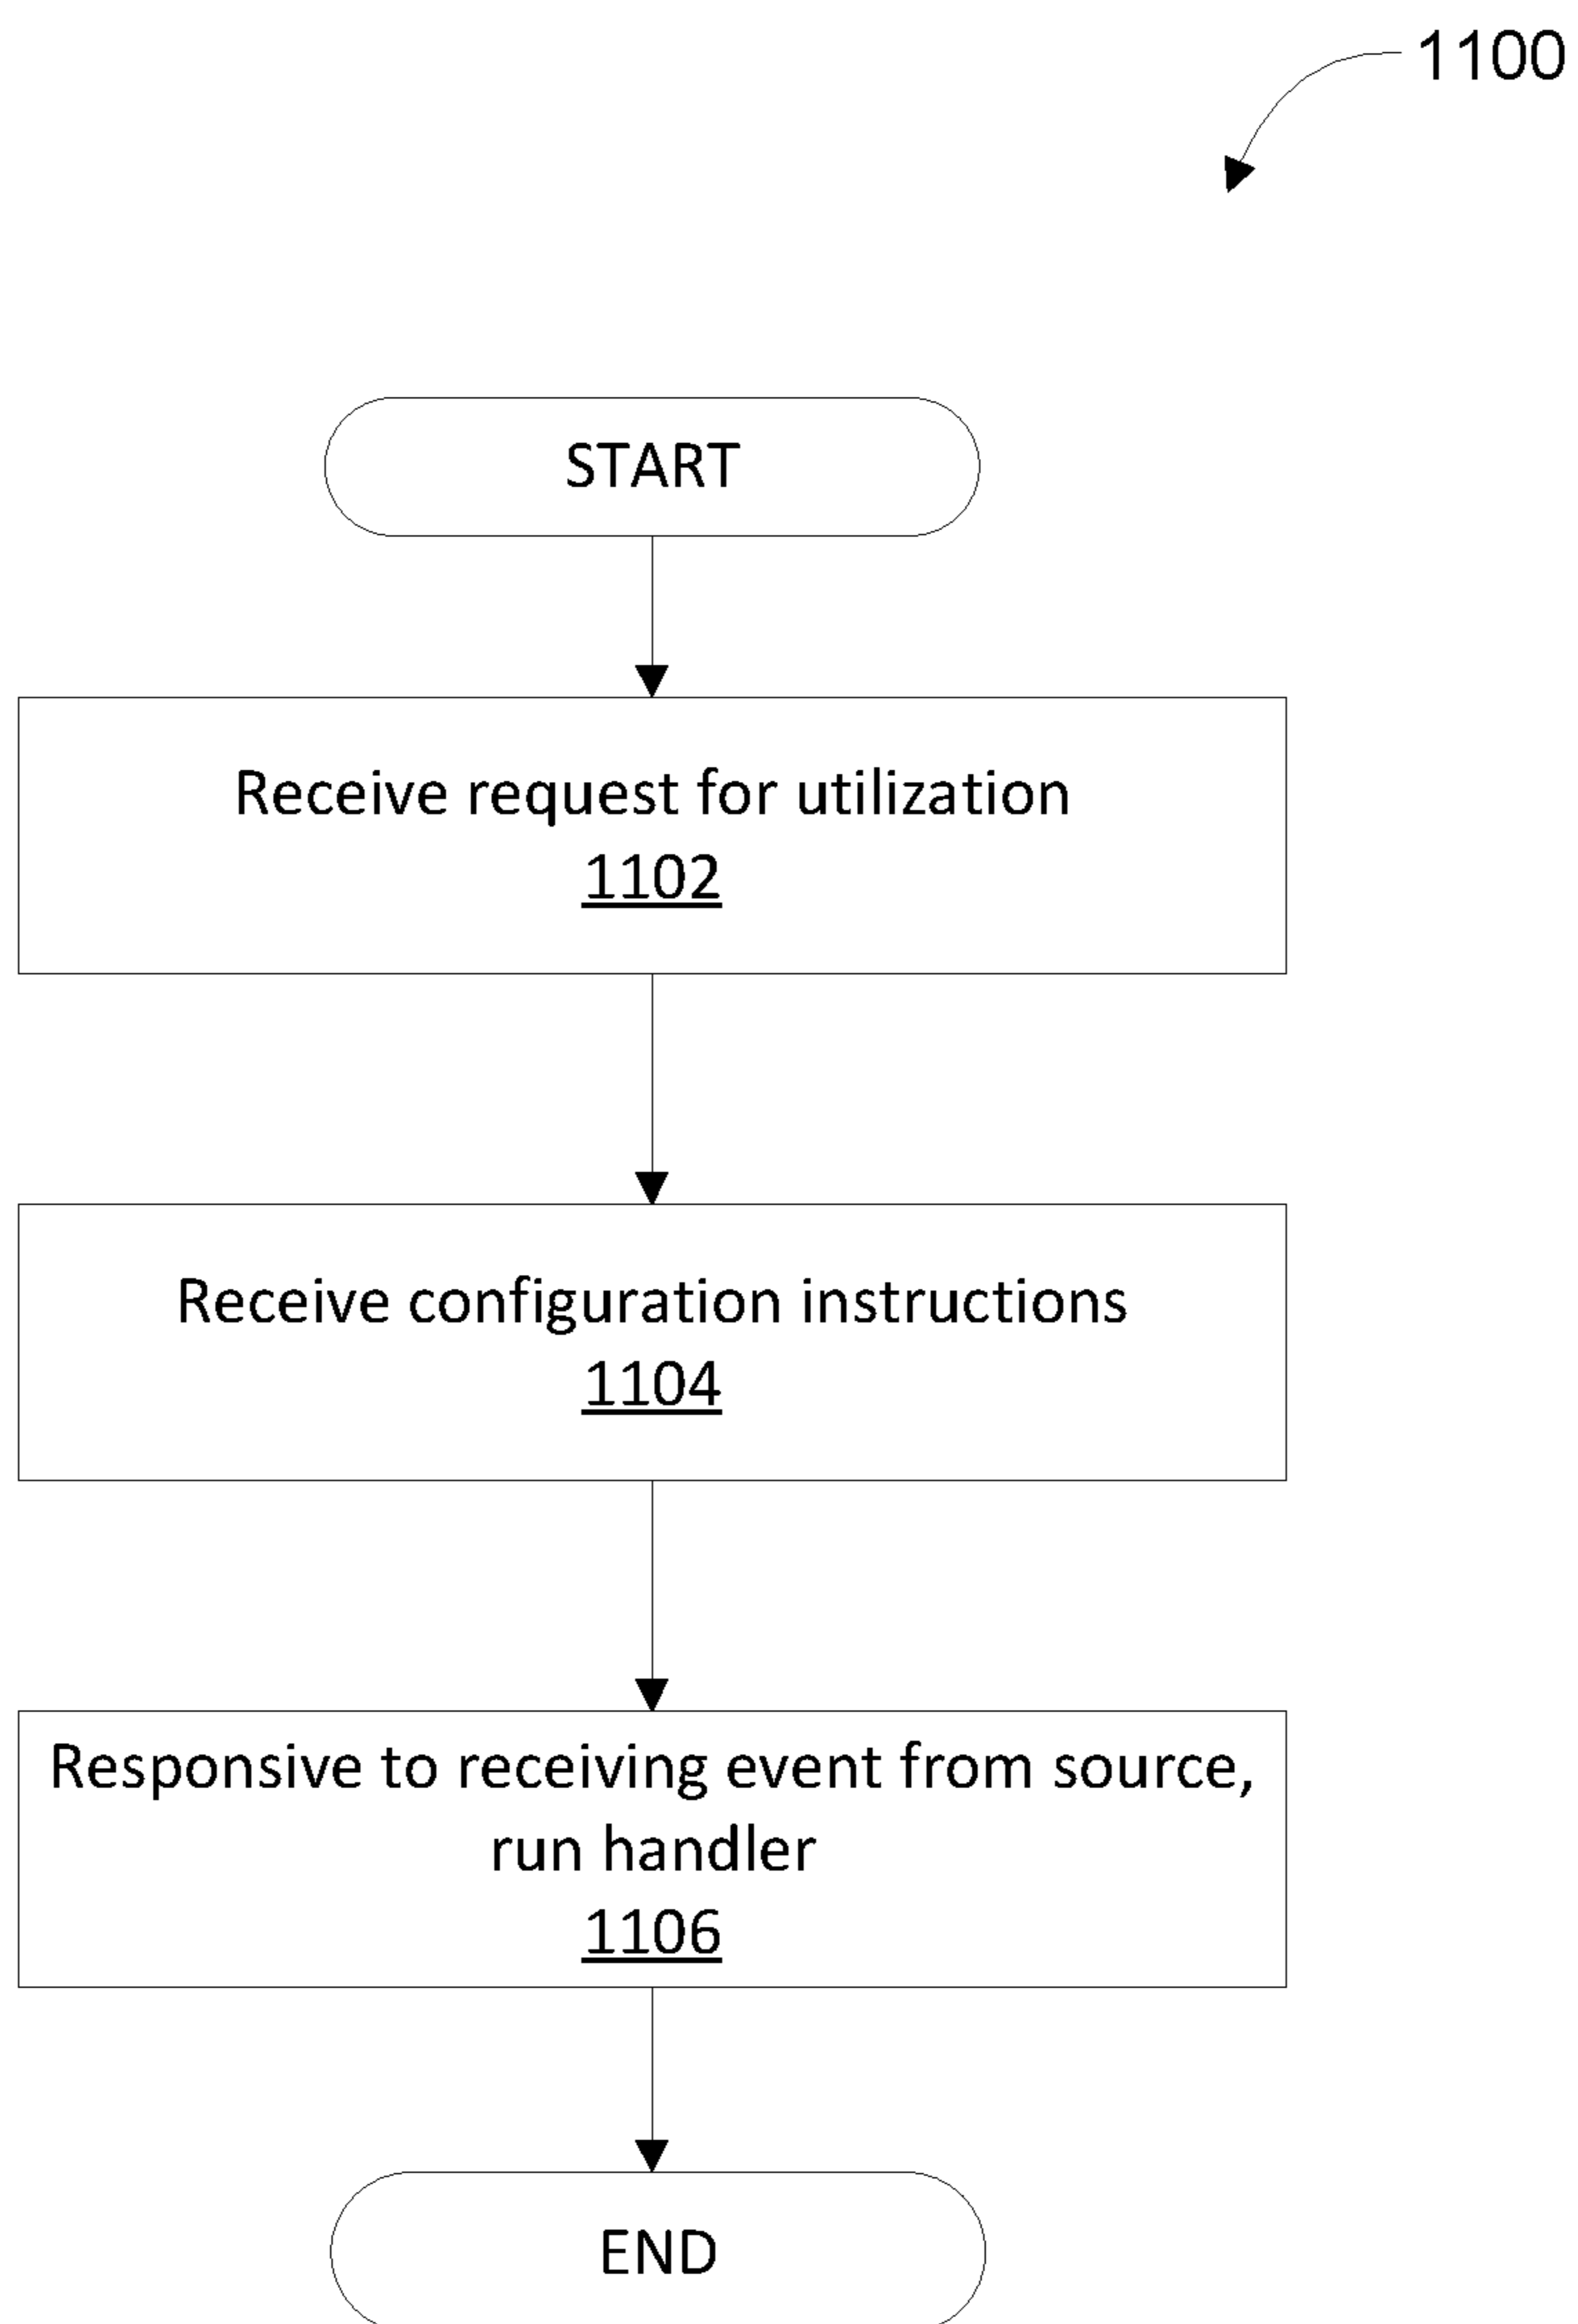 1100
START
Receive request for utilization
1102
Receive configuration instructions
1104
Responsive to receiving event from source,
run handler
1106
END